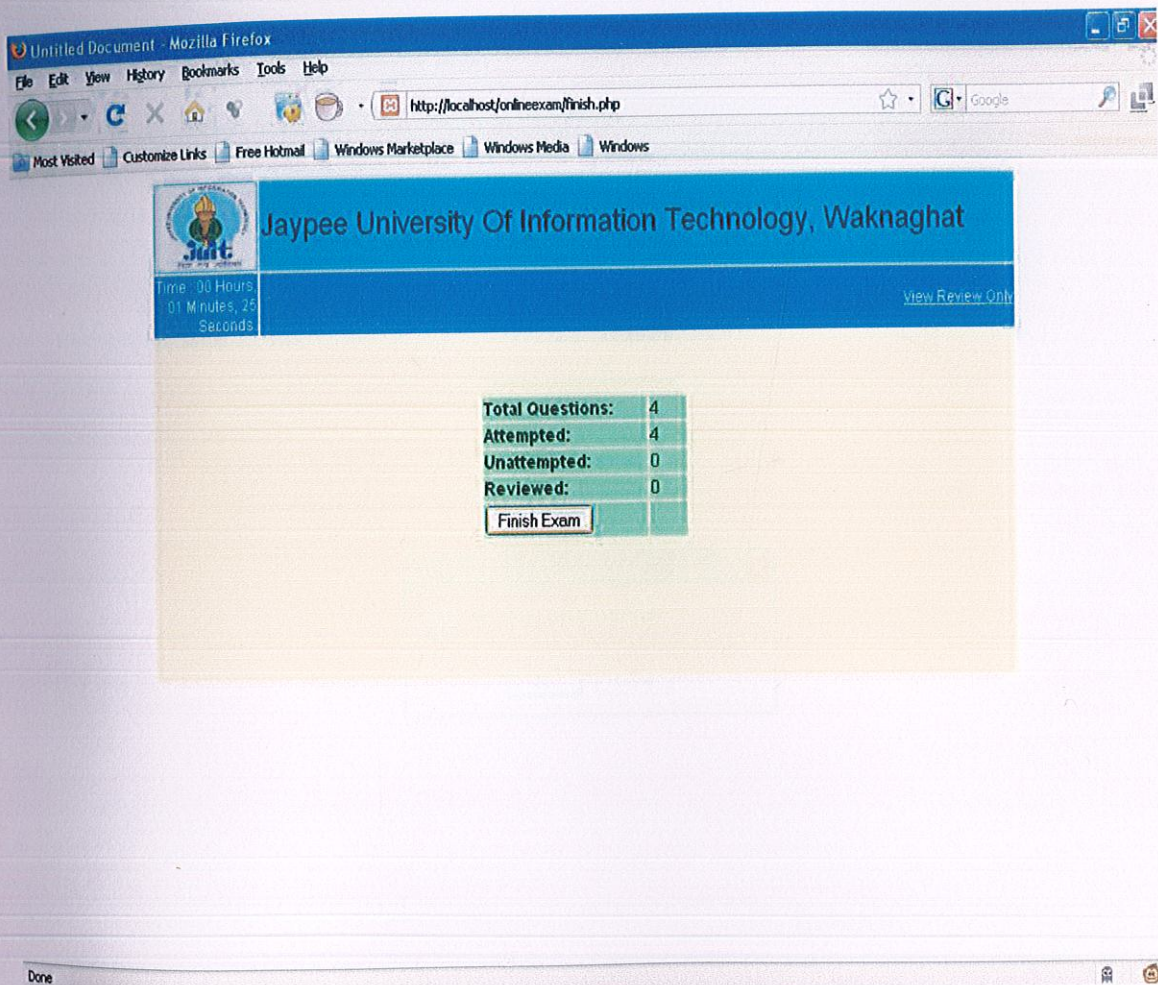 Untitled Document - Mozilla Firefox
File Edit View History Bookmarks Tools Help
http://localhost/onlineexam/finish.php
G Google
Most Visited Customize Links Free Hotmail Windows Marketplace Windows Media Windows
Jaypee University Of Information Technology, Waknaghat
Time : 00 Hours,
01 Minutes, 25
Seconds.
View Review Only
Total Questions: 4
Attempted: 4
Unattempted: 0
Reviewed: 0
Finish Exam
Done